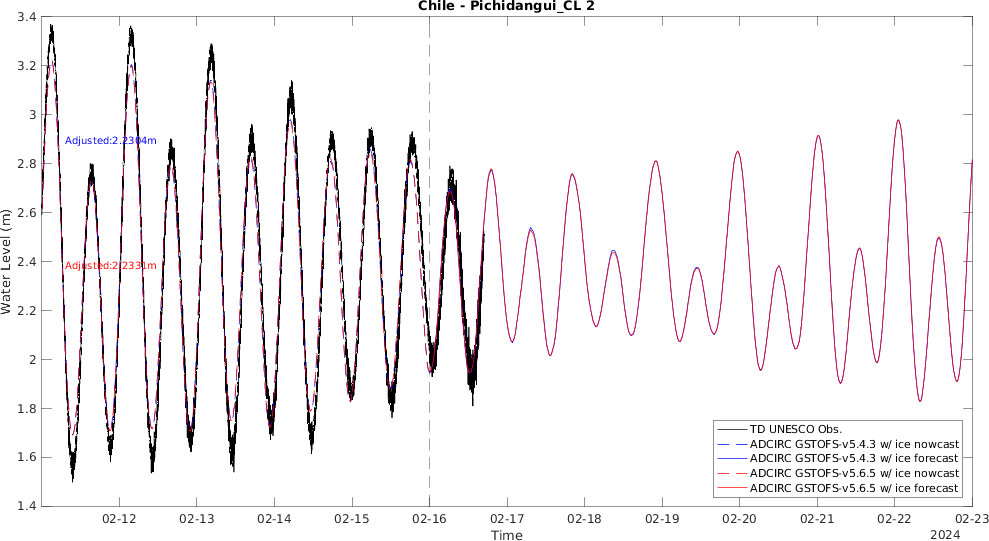 Chile - Pichidangui_CL 2
3.4
3.2
3
2.8
2.6
2.4
2.2
2
1.8
1.6
1.4
Water Level (m)
Adjusted:2.2304m
Adjusted:2.2331m
TD UNESCO Obs.
ADCIRC GSTOFS-v5.4.3 w/ ice nowcast
ADCIRC GSTOFS-v5.4.3 w/ ice forecast
ADCIRC GSTOFS-v5.6.5 w/ ice nowcast
ADCIRC GSTOFS-v5.6.5 w/ ice forecast
02-12 02-13 02-14 02-15 02-16 02-17 02-18 02-19 02-20 02-21 02-22 02-23
Time
2024